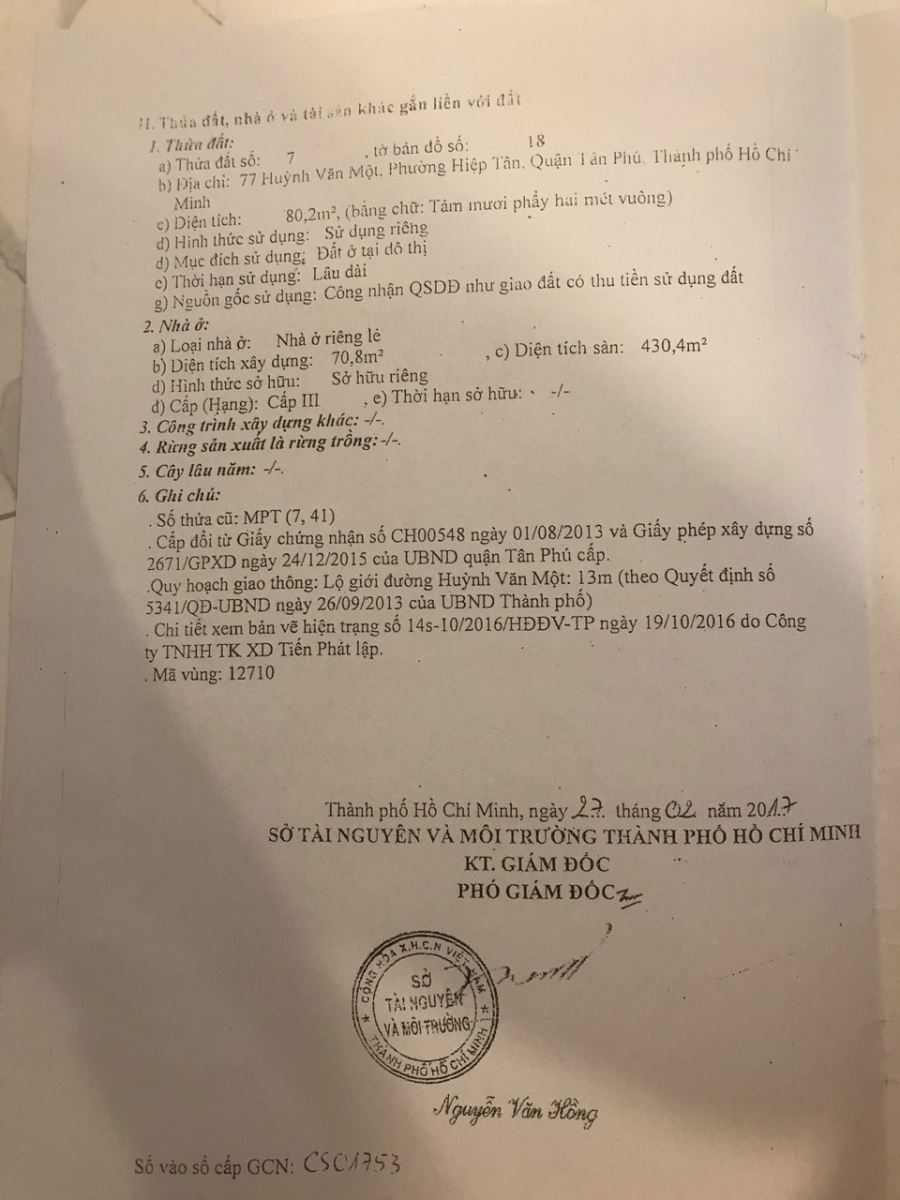 II. Thửa đất, nhà ở và tài sản khác gắn liền với đất
1. Thửa đất:
a) Thửa đất số: 7 , tờ bản đồ số: 18
b) Địa chỉ: 77 Huỳnh Văn Một, Phường Hiệp Tân, Quận Tân Phú, Thành phố Hồ Chí
Minh
c) Diện tích: 80,2m², (bằng chữ: Tám mươi phẩy hai mét vuông)
d) Hình thức sử dụng: Sử dụng riêng
đ) Mục đích sử dụng: Đất ở tại đô thị
e) Thời hạn sử dụng: Lâu dài
g) Nguồn gốc sử dụng: Công nhận QSDĐ như giao đất có thu tiền sử dụng đất
2. Nhà ở:
a) Loại nhà ở: Nhà ở riêng lẻ
b) Diện tích xây dựng: 70,8m² , c) Diện tích sàn: 430,4m²
d) Hình thức sở hữu: Sở hữu riêng
đ) Cấp (Hạng): Cấp III , e) Thời hạn sở hữu: -/-
3. Công trình xây dựng khác: -/-.
4. Rừng sản xuất là rừng trồng: -/-.
5. Cây lâu năm: -/-.
6. Ghi chú:
. Số thửa cũ: MPT (7, 41)
. Cấp đổi từ Giấy chứng nhận số CH00548 ngày 01/08/2013 và Giấy phép xây dựng số
2671/GPXD ngày 24/12/2015 của UBND quận Tân Phú cấp.
.Quy hoạch giao thông: Lộ giới đường Huỳnh Văn Một: 13m (theo Quyết định số
5341/QĐ-UBND ngày 26/09/2013 của UBND Thành phố)
. Chi tiết xem bản vẽ hiện trạng số 14s-10/2016/HĐĐV-TP ngày 19/10/2016 do Công
ty TNHH TK XD Tiến Phát lập.
. Mã vùng: 12710
Thành phố Hồ Chí Minh, ngày 27 tháng 02 năm 2017
SỞ TÀI NGUYÊN VÀ MÔI TRƯỜNG THÀNH PHỐ HỒ CHÍ MINH
KT. GIÁM ĐỐC
PHÓ GIÁM ĐỐC
CỘNG HÒA X.H.C.N VIỆT NAM
SỞ
TÀI NGUYÊN
VÀ MÔI TRƯỜNG
THÀNH PHỐ HỒ CHÍ MINH
Nguyễn Văn Hồng
Số vào sổ cấp GCN: CS01753